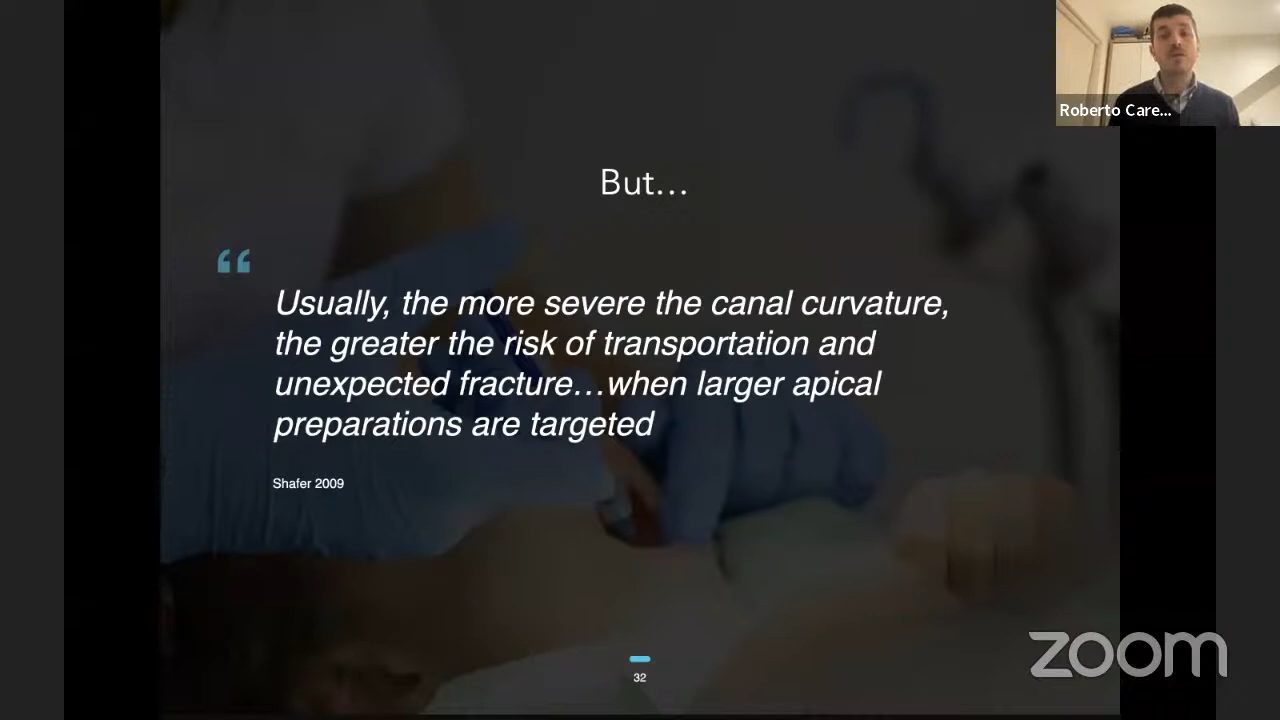 Roberto Care...
But...
“
Usually, the more severe the canal curvature,
the greater the risk of transportation and
unexpected fracture...when larger apical
preparations are targeted
Shafer 2009
32
zoom